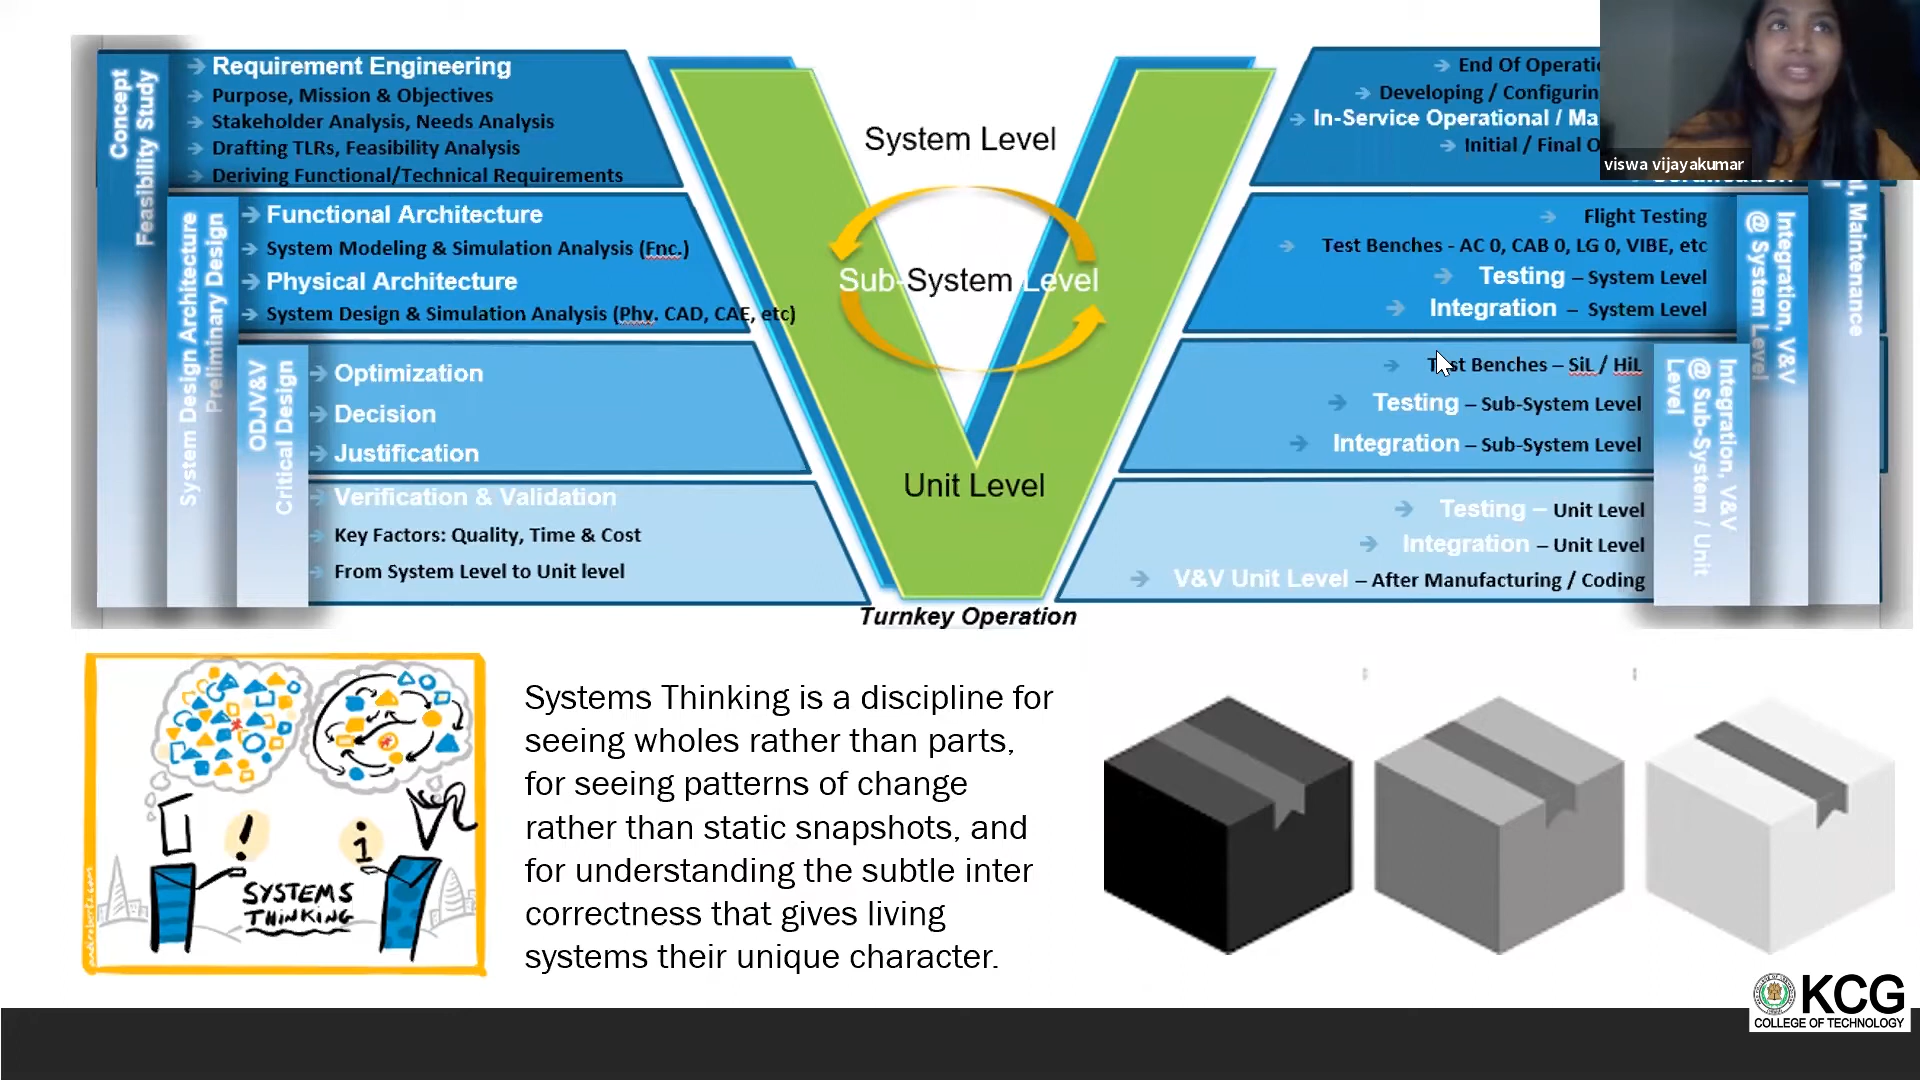 Concept
Feasibility Study
Requirement Engineering
Purpose, Mission & Objectives
Stakeholder Analysis, Needs Analysis
Drafting TLRs, Feasibility Analysis
Deriving Functional/Technical Requirements
System Design Architecture
Preliminary Design
Functional Architecture
System Modeling & Simulation Analysis (Fnc.)
Physical Architecture
System Design & Simulation Analysis (Phy. CAD, CAE, etc)
ODJV&V
Critical Design
Optimization
Decision
Justification
Verification & Validation
Key Factors: Quality, Time & Cost
From System Level to Unit level
System Level
Sub-System Level
Unit Level
Turnkey Operation
End Of
Developing /
In-Service Operational /
Initial / Final
viswa vijayakumar
Flight Testing
Test Benches - AC 0, CAB 0, LG 0, VIBE, etc
Testing – System Level
Integration – System Level
Test Benches – SiL / HiL
Testing – Sub-System Level
Integration – Sub-System Level
Testing – Unit Level
Integration – Unit Level
V&V Unit Level – After Manufacturing / Coding
Maintenance
Integration, V&V
@ System Level
Integration, V&V
@ Sub-System / Unit
Level
SYSTEMS
THINKING
Systems Thinking is a discipline for
seeing wholes rather than parts,
for seeing patterns of change
rather than static snapshots, and
for understanding the subtle inter
correctness that gives living
systems their unique character.
KCG
COLLEGE OF TECHNOLOGY